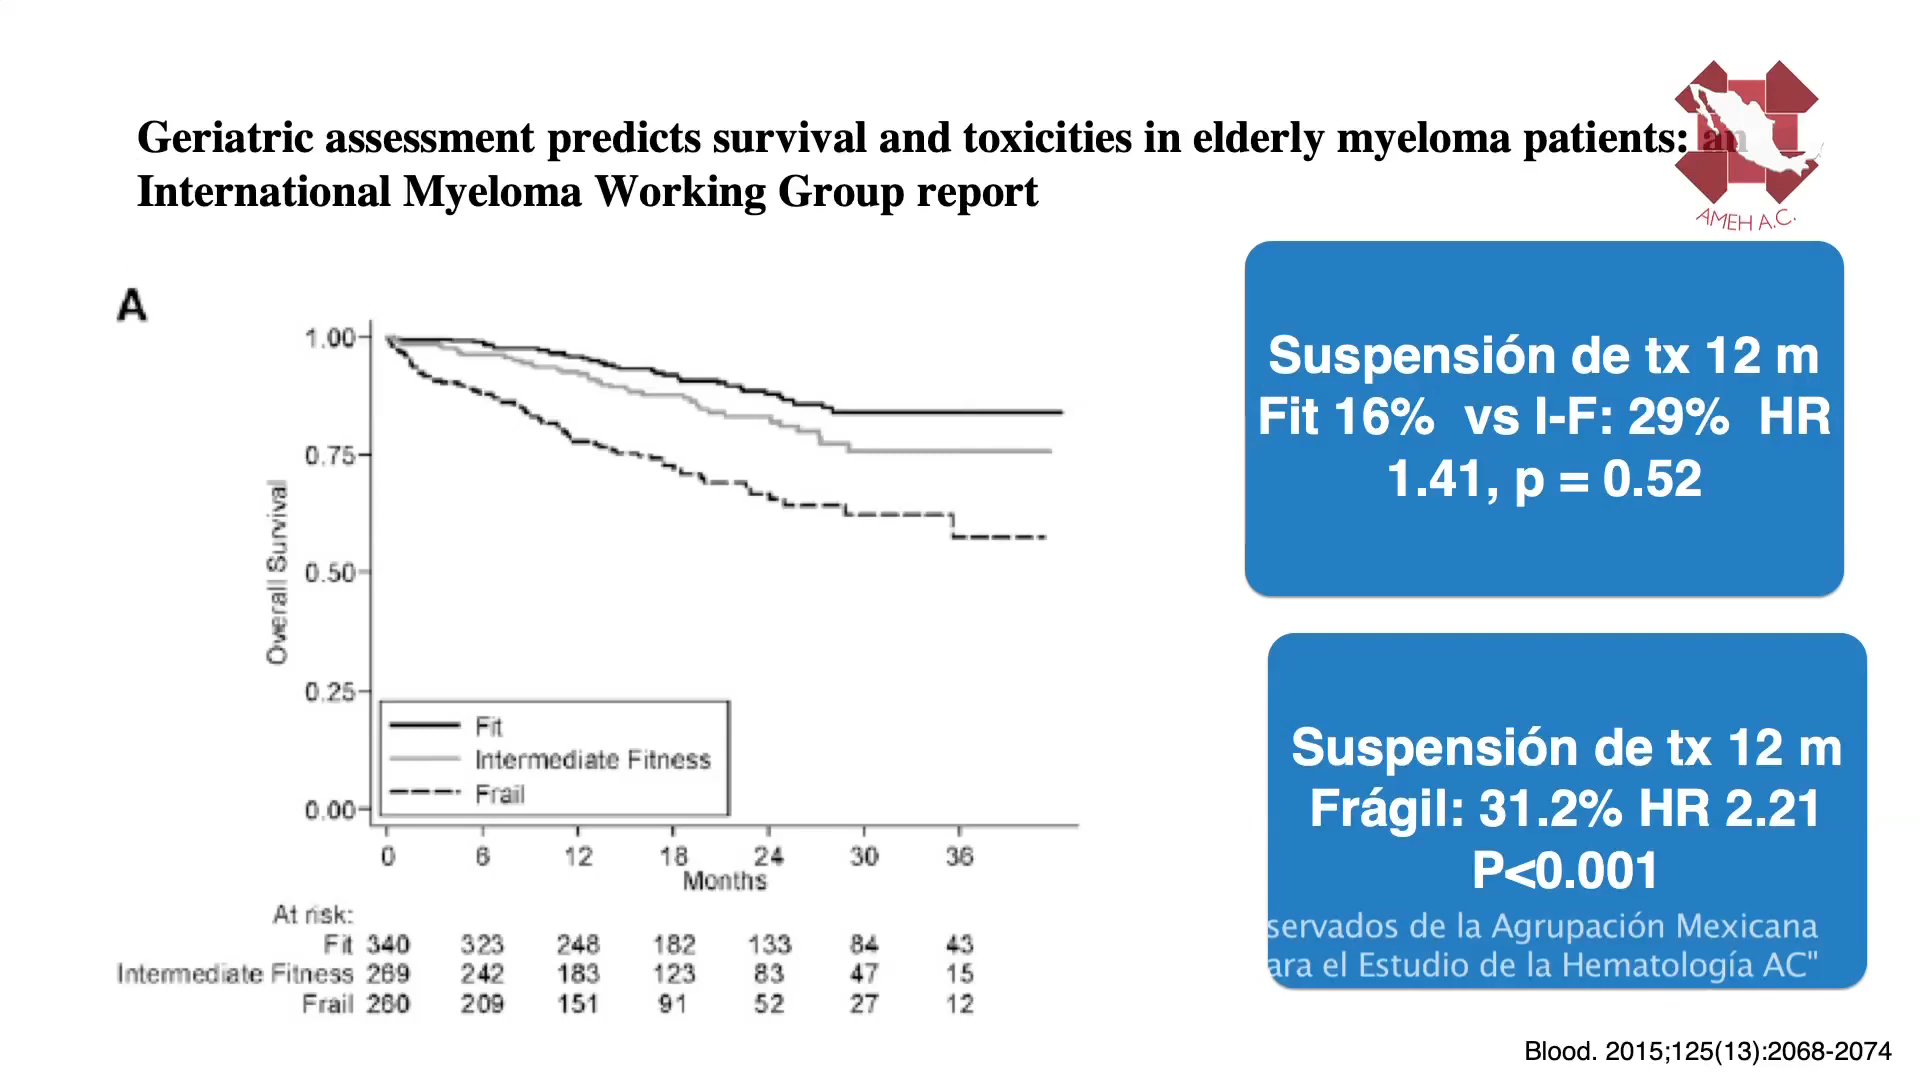 Geriatric assessment predicts survival and toxicities in elderly myeloma patients: an
International Myeloma Working Group report
AMEH A.C.
A
1.00
0.75
0.50
0.25
0.00
Overall Survival
Fit
Intermediate Fitness
Frail
0 6 12 18 24 30 36
Months
At risk:
Fit 340 323 248 182 133 84 43
Intermediate Fitness 269 242 183 123 83 47 15
Frail 260 209 151 91 52 27 12
Suspensión de tx 12 m
Fit 16% vs I-F: 29% HR
1.41, p = 0.52
Suspensión de tx 12 m
Frágil: 31.2% HR 2.21
P<0.001
servados de la Agrupación Mexicana
ara el Estudio de la Hematología AC"
Blood. 2015;125(13):2068-2074